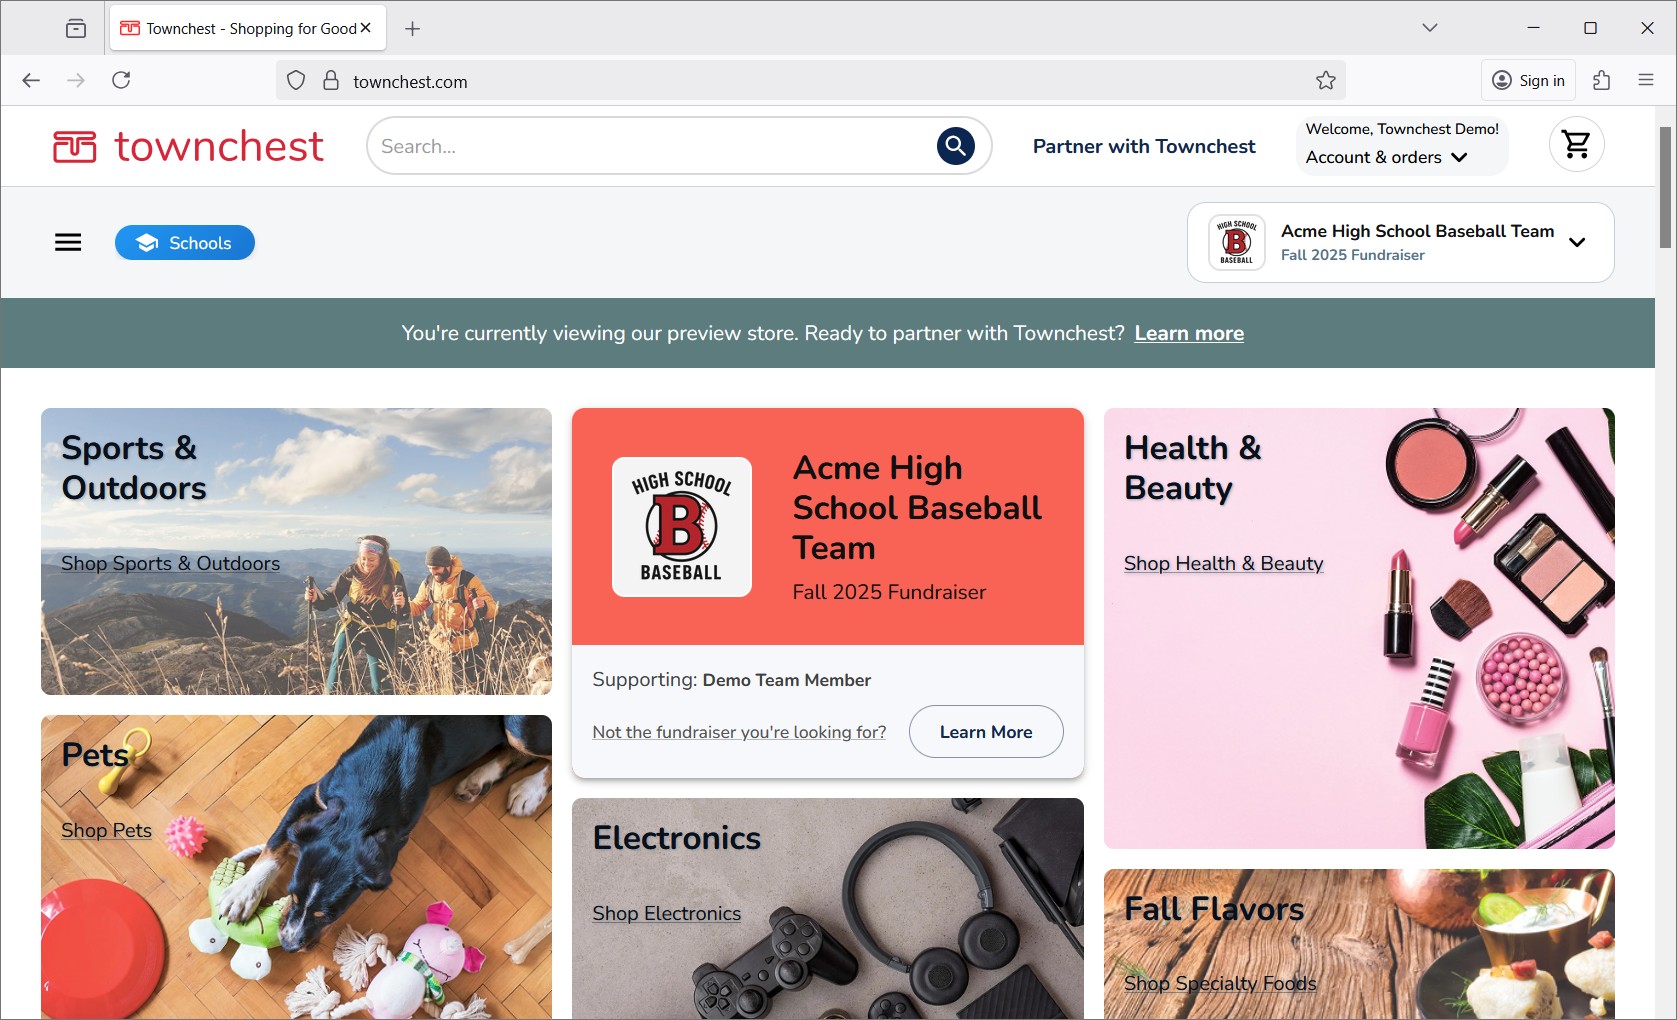 Townchest - Shopping for Good
townchest.com
Sign in
townchest
Search...
Partner with Townchest
Welcome, Townchest Demo!
Account & orders
Schools
HIGH SCHOOL
B
BASEBALL
Acme High School Baseball Team
Fall 2025 Fundraiser
You're currently viewing our preview store. Ready to partner with Townchest? Learn more
Sports &
Outdoors
Shop Sports & Outdoors
HIGH SCHOOL
B
BASEBALL
Acme High
School Baseball
Team
Fall 2025 Fundraiser
Supporting: Demo Team Member
Not the fundraiser you're looking for?
Learn More
Health &
Beauty
Shop Health & Beauty
Pets
Shop Pets
Electronics
Shop Electronics
Fall Flavors
Shop Specialty Foods